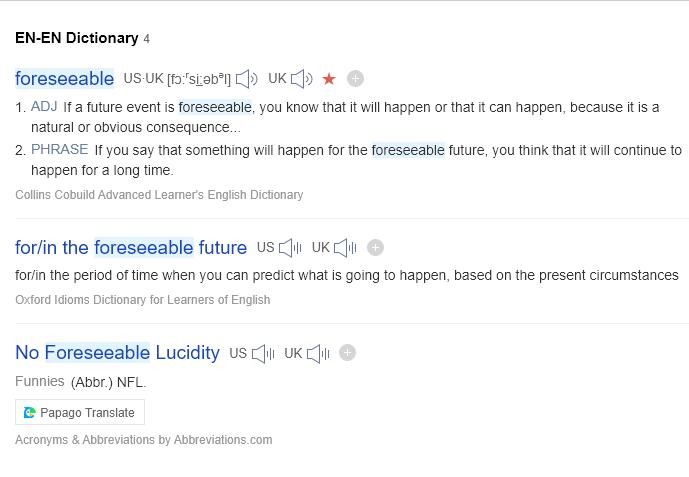 EN-EN Dictionary 4
foreseeable US·UK [fɔːʳsi̱ːəbᵊl] UK
1. ADJ If a future event is foreseeable, you know that it will happen or that it can happen, because it is a
natural or obvious consequence...
2. PHRASE If you say that something will happen for the foreseeable future, you think that it will continue to
happen for a long time.
Collins Cobuild Advanced Learner's English Dictionary
for/in the foreseeable future US UK
for/in the period of time when you can predict what is going to happen, based on the present circumstances
Oxford Idioms Dictionary for Learners of English
No Foreseeable Lucidity US UK
Funnies (Abbr.) NFL.
Papago Translate
Acronyms & Abbreviations by Abbreviations.com